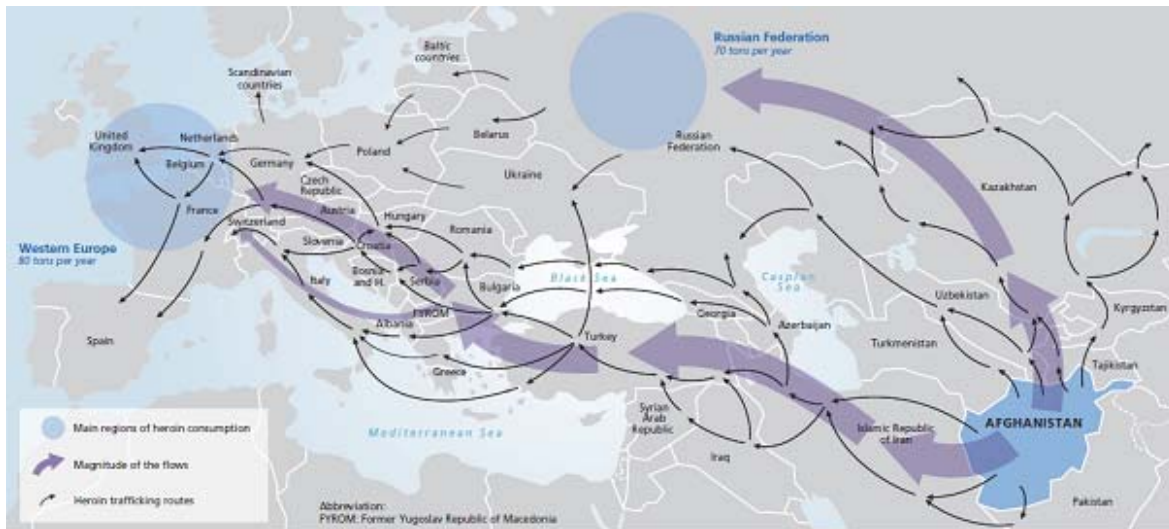 Russian Federation
70 tons per year
Baltic
countries
Scandinavian
countries
United
Kingdom
Netherlands
Belgium
Germany
Poland
Belarus
Russian
Federation
Ukraine
Kazakhstan
Czech
Republic
France
Switzerland
Austria
Hungary
Slovenia
Croatia
Romania
Western Europe
80 tons per year
Italy
Bosnia
and H.
Serbia
Bulgaria
Black Sea
Caspian
Sea
Uzbekistan
Kyrgyzstan
FYROM
Georgia
Azerbaijan
Albania
Turkey
Turkmenistan
Tajikistan
Spain
Greece
Syrian
Arab
Republic
Islamic Republic
of Iran
AFGHANISTAN
Mediterranean Sea
Iraq
Pakistan
Main regions of heroin consumption
Magnitude of the flows
Heroin trafficking routes
Abbreviation:
FYROM: Former Yugoslav Republic of Macedonia